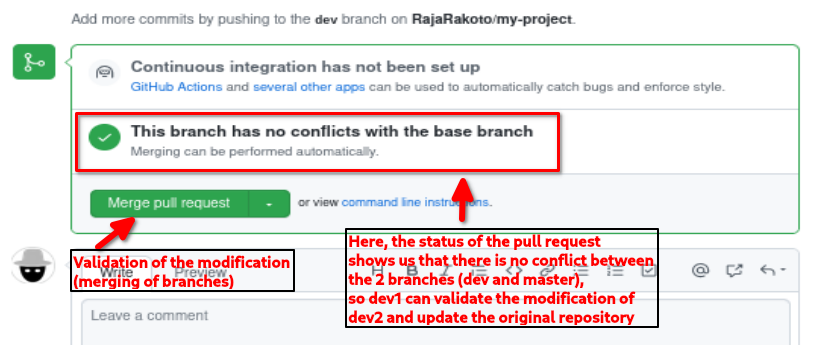 Add more commits by pushing to the dev branch on RajaRakoto/my-project.
Continuous integration has not been set up
GitHub Actions and several other apps can be used to automatically catch bugs and enforce style.
This branch has no conflicts with the base branch
Merging can be performed automatically.
Merge pull request
or view command line instructions.
Validation of the modification
(merging of branches)
Write
Preview
Here, the status of the pull request
shows us that there is no conflict between
the 2 branches (dev and master),
so dev1 can validate the modification of
dev2 and update the original repository
Leave a comment